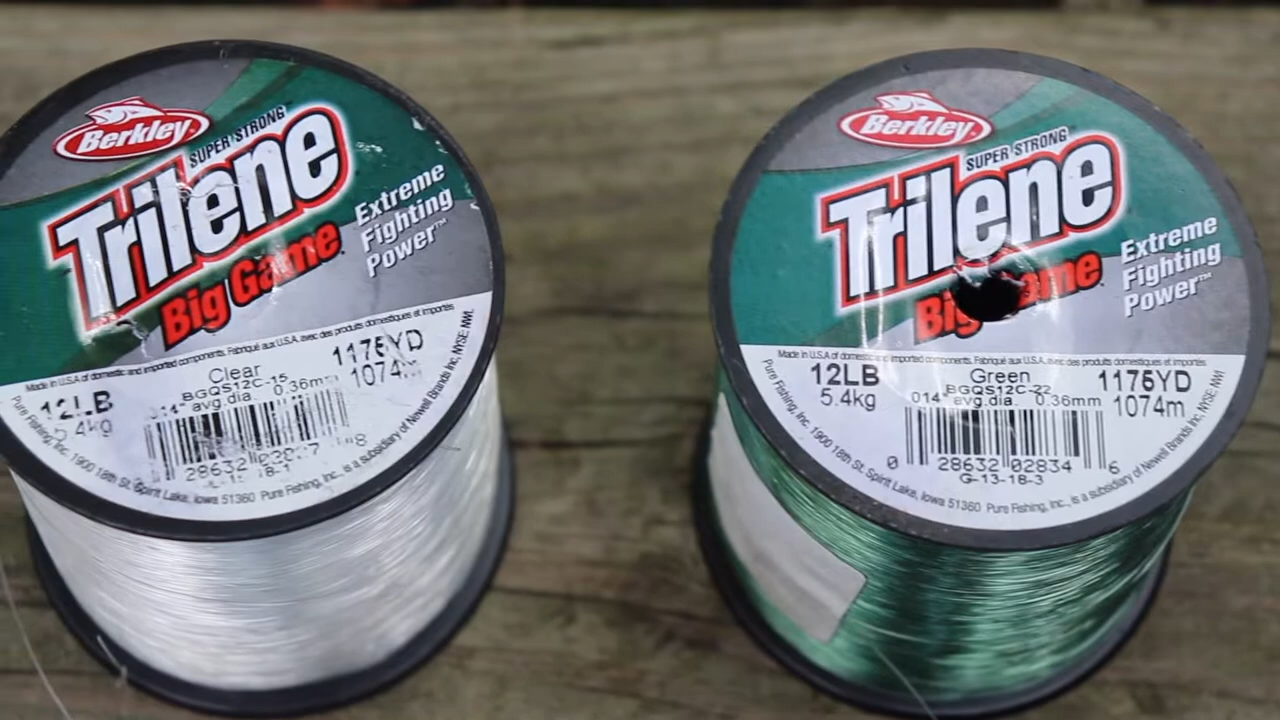 Berkley
SUPER STRONG
Trilene
Big Game
Extreme
Fighting
Power™
Made in U.S.A of domestic and imported components. Fabriqué aux U.S.A. avec des produits domestiques et importés
12LB
5.4kg
Clear
BGQS12C-15
014" avg.dia. 0.36mm
1175YD
1074m
28632
Pure Fishing, Inc. 1900 18th St. Spirit Lake, Iowa 51360 Pure Fishing, Inc., is a subsidiary of Newell Brands Inc, NYSE: NWL
Berkley
SUPER STRONG
Trilene
Big ame
Extreme
Fighting
Power™
Made in U.S.A of domestic and imported components. Fabriqué aux U.S.A. avec des produits domestiques et importés
12LB
5.4kg
Green
BGQS12C-22
014" avg.dia. 0.36mm
1175YD
1074m
0 28632 02834 6
G-13-18-3
Pure Fishing, Inc. 1900 18th St. Spirit Lake, Iowa 51360 Pure Fishing, Inc., is a subsidiary of Newell Brands Inc, NYSE: NWL